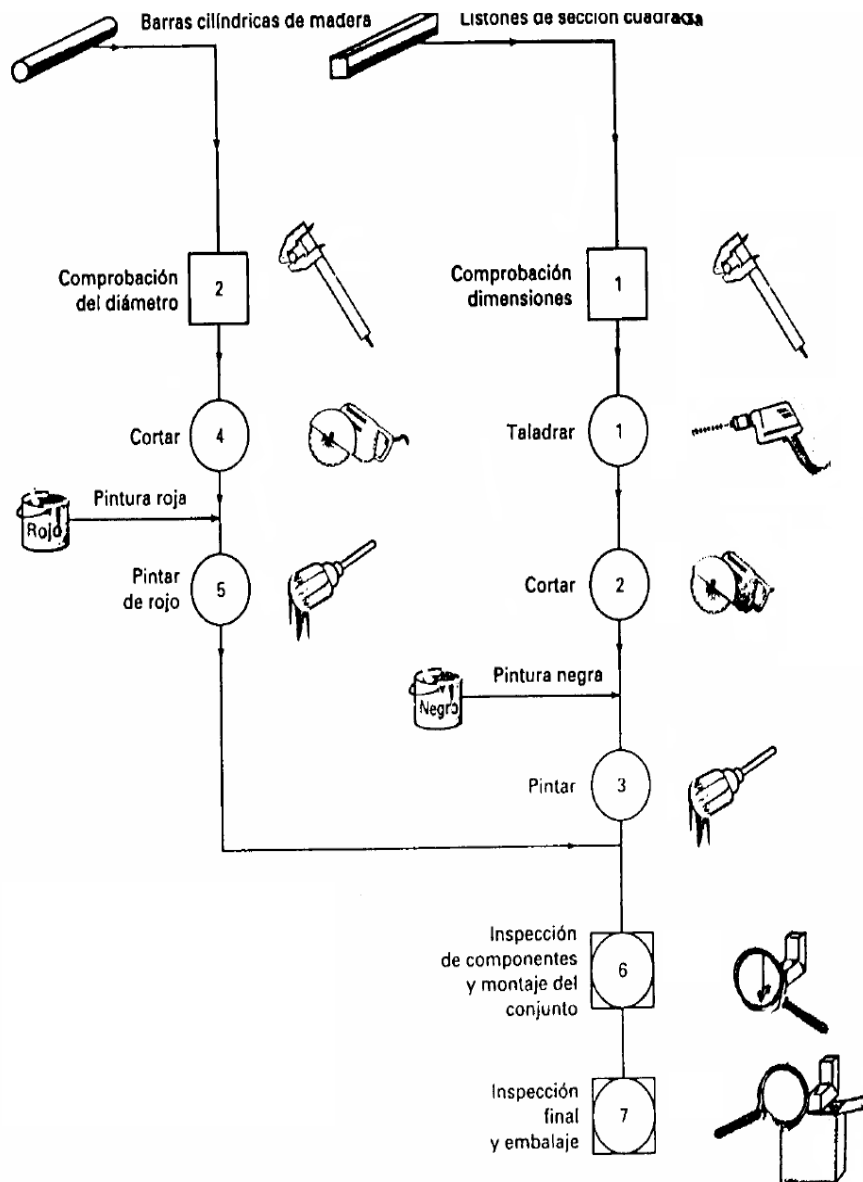 Barras cilíndricas de madera
Listones de sección cuadrada
Comprobación
del diámetro
2
Comprobación
dimensiones
1
Cortar
4
Taladrar
1
Pintura roja
Rojo
Pintar
de rojo
5
Cortar
2
Pintura negra
Negro
Pintar
3
Inspección
de componentes
y montaje del
conjunto
6
Inspección
final
y embalaje
7